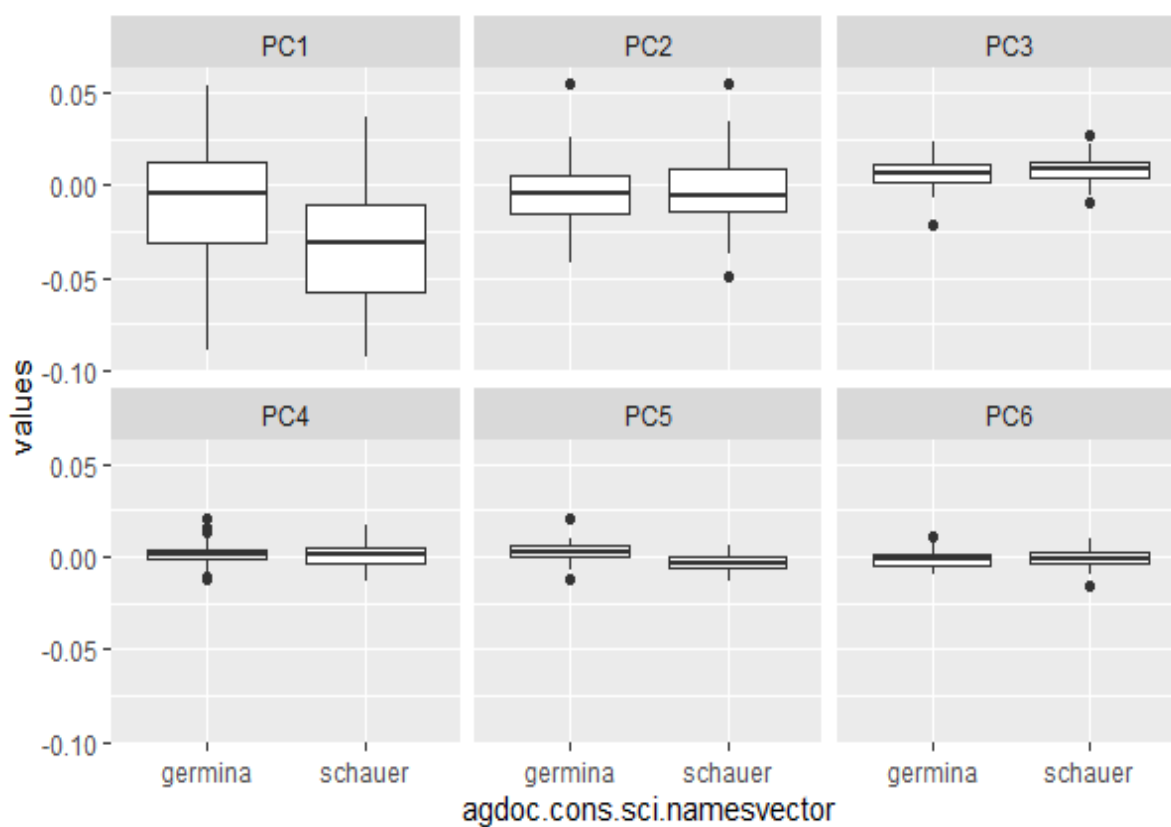 PC1 PC2 PC3
0.05
0.00
-0.05
-0.10
values
PC4 PC5 PC6
0.05
0.00
-0.05
-0.10
germina schauer germina schauer germina schauer
agdoc.cons.sci.namesvector